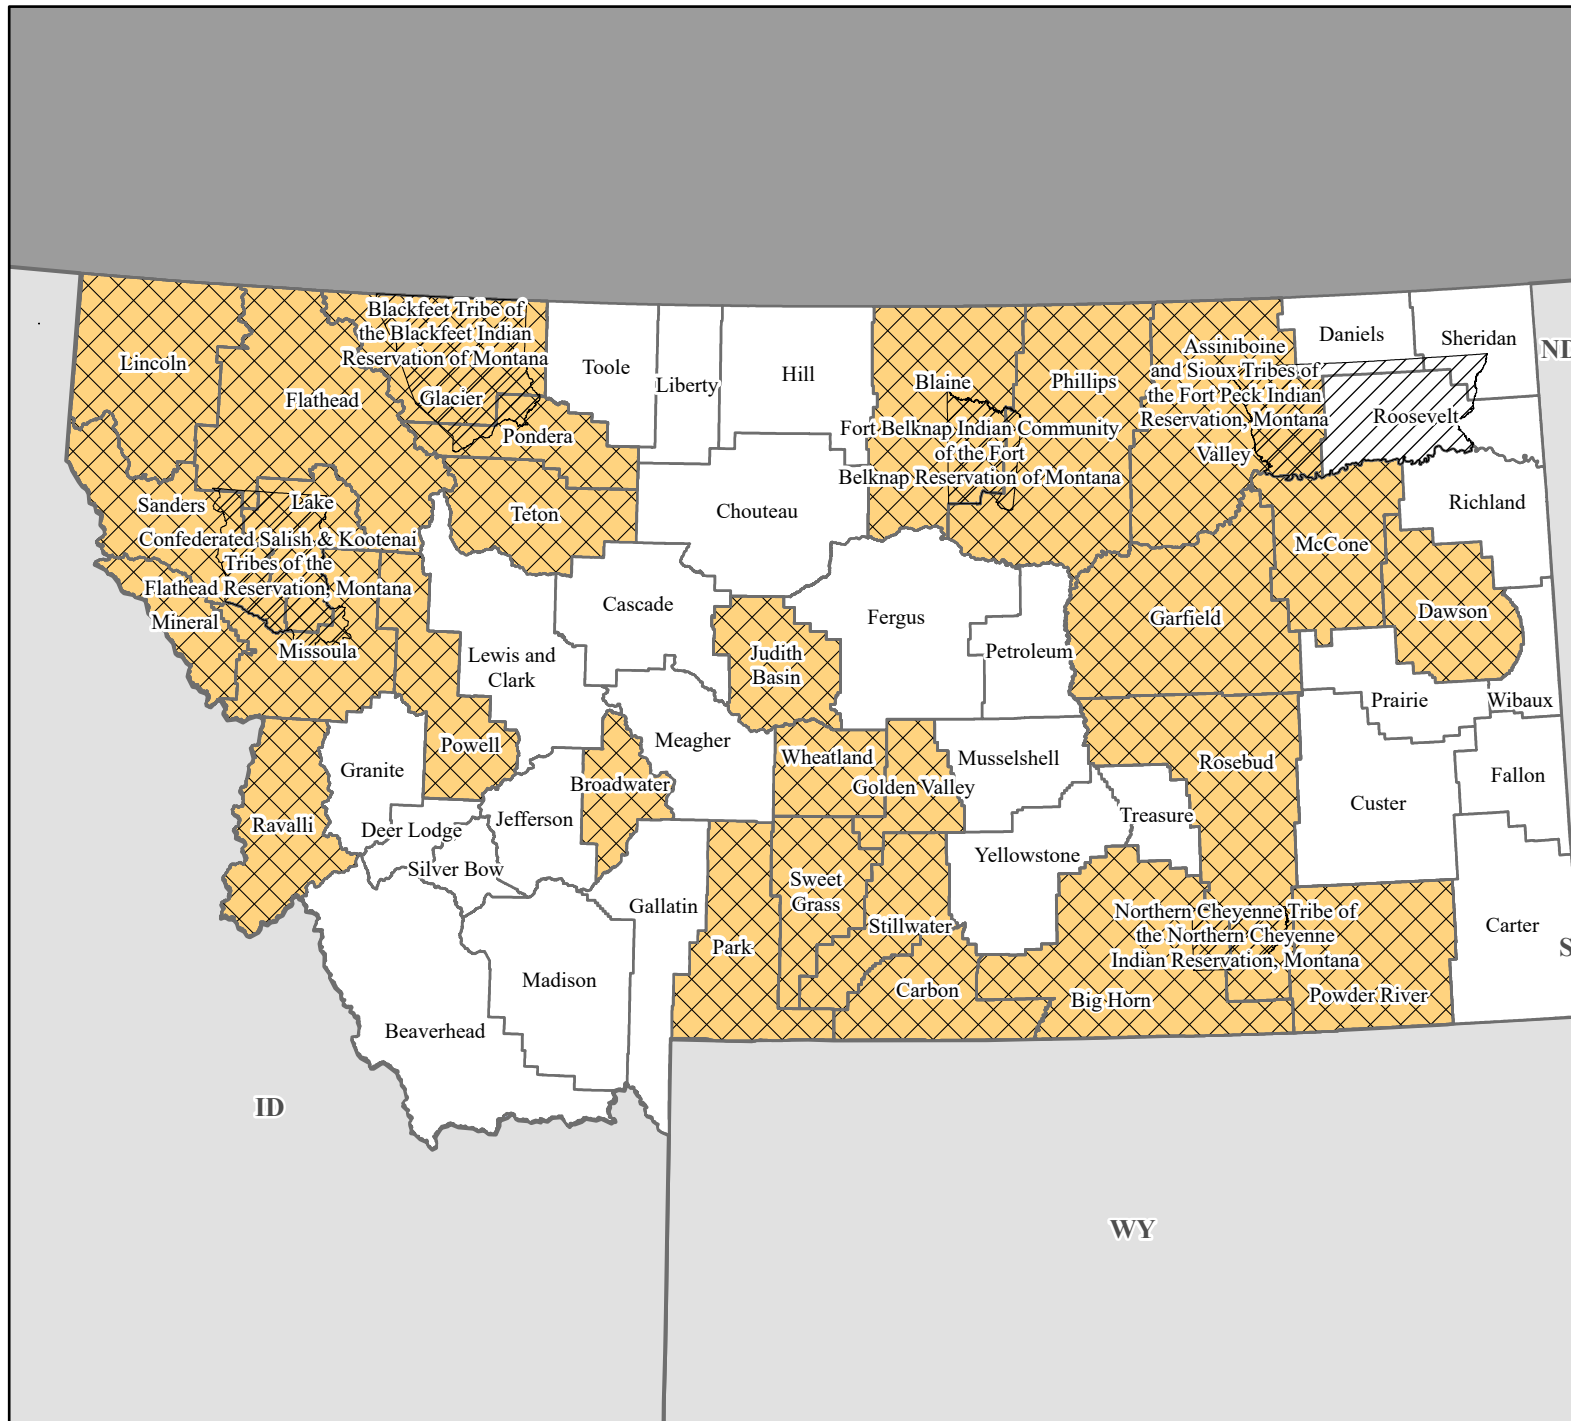 Blackfeet Tribe of
the Blackfeet Indian
Reservation of Montana
Lincoln
Flathead
Glacier
Pondera
Toole
Liberty
Hill
Blaine
Phillips
Assiniboine
and Sioux Tribes of
the Fort Peck Indian
Reservation, Montana
Daniels
Sheridan
ND
Roosevelt
Valley
Fort Belknap Indian Community
of the Fort
Belknap Reservation of Montana
Sanders
Lake
Teton
Chouteau
Richland
Confederated Salish & Kootenai
Tribes of the
Flathead Reservation, Montana
McCone
Mineral
Missoula
Cascade
Fergus
Garfield
Dawson
Lewis and
Clark
Judith
Basin
Petroleum
Prairie
Wibaux
Powell
Meagher
Granite
Broadwater
Wheatland
Golden Valley
Musselshell
Rosebud
Fallon
Custer
Treasure
Ravalli
Deer Lodge
Jefferson
Silver Bow
Yellowstone
Sweet
Grass
Gallatin
Stillwater
Northern Cheyenne Tribe of
the Northern Cheyenne
Indian Reservation, Montana
Carter
S
Park
Madison
Carbon
Big Horn
Powder River
Beaverhead
ID
WY